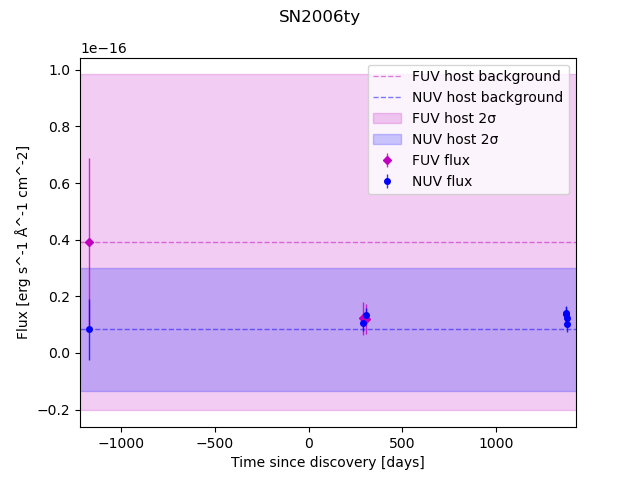 SN2006ty
1e−16
1.0
0.8
0.6
0.4
0.2
0.0
−0.2
Flux [erg s^-1 Å^-1 cm^-2]
FUV host background
NUV host background
FUV host 2σ
NUV host 2σ
FUV flux
NUV flux
−1000 −500 0 500 1000
Time since discovery [days]